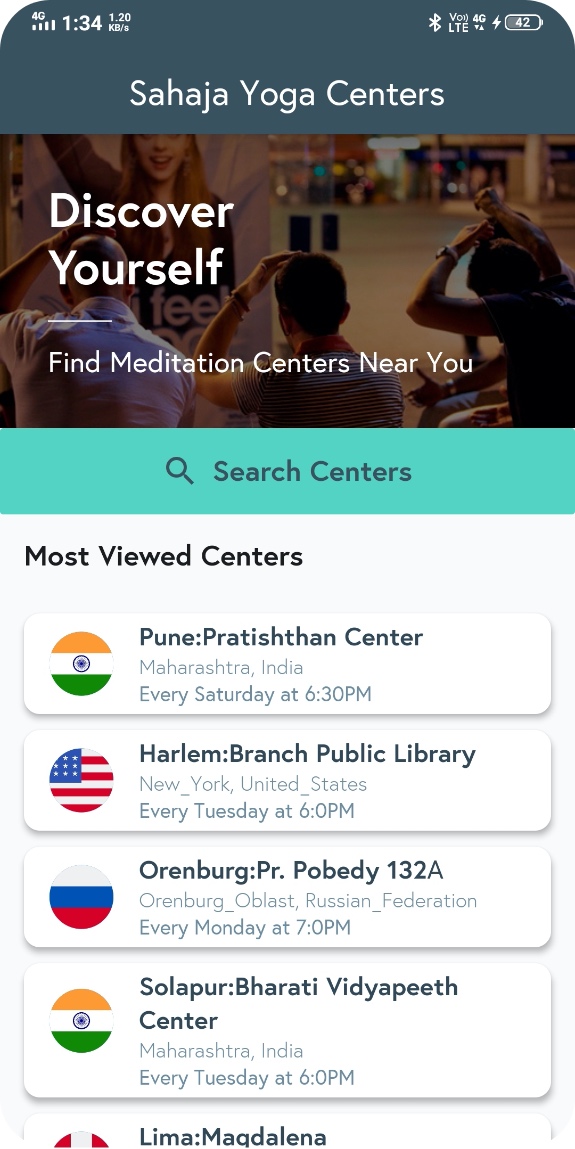 4G 1:34 1.20 KB/s Vo) LTE 4G 42
Sahaja Yoga Centers
Discover
Yourself
i feel
Find Meditation Centers Near You
Search Centers
Most Viewed Centers
Pune:Pratishthan Center
Maharashtra, India
Every Saturday at 6:30PM
Harlem:Branch Public Library
New_York, United_States
Every Tuesday at 6:0PM
Orenburg:Pr. Pobedy 132A
Orenburg_Oblast, Russian_Federation
Every Monday at 7:0PM
Solapur:Bharati Vidyapeeth
Center
Maharashtra, India
Every Tuesday at 6:0PM
Lima:Magdalena